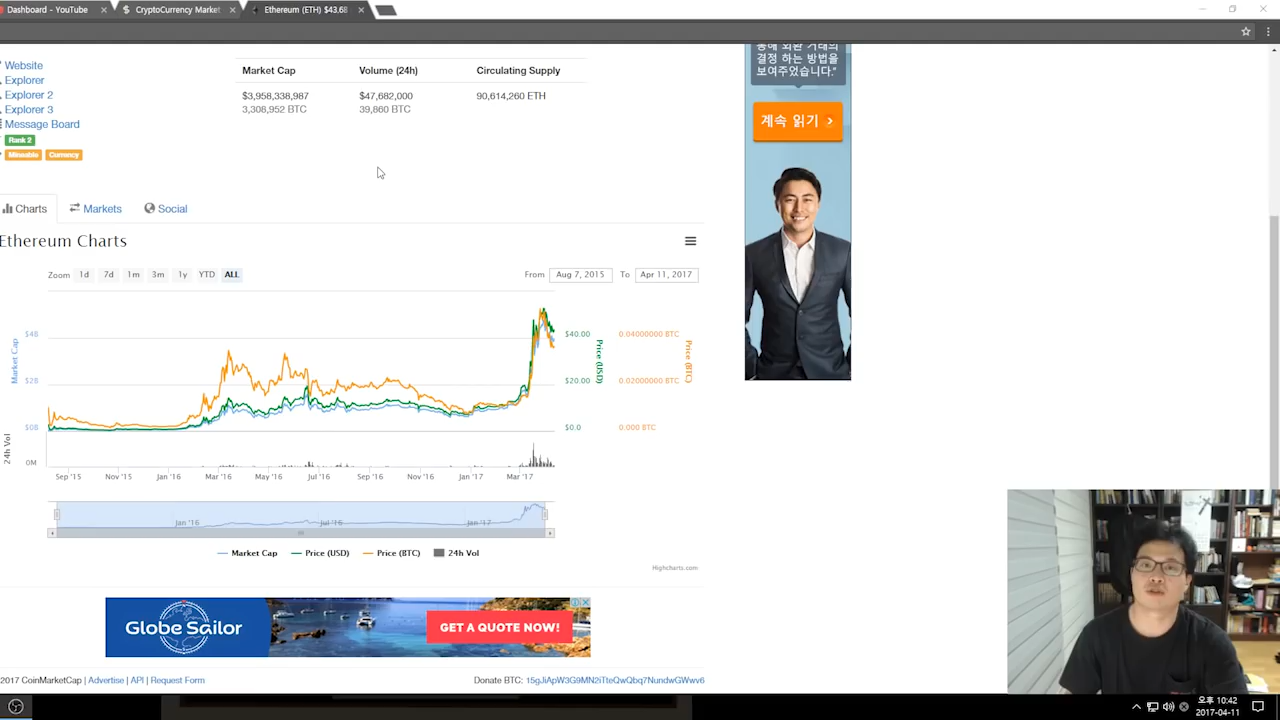 Dashboard - YouTube
CryptoCurrency Market
Ethereum (ETH) $43.68
Website
Explorer
Explorer 2
Explorer 3
Message Board
Rank 2
Mineable Currency
Market Cap Volume (24h) Circulating Supply
$3,958,338,987 $47,682,000 90,614,260 ETH
3,308,952 BTC 39,860 BTC
통해 외환 거래의
결정 하는 방법을
보여주었습니다."
계속 읽기 >
Charts Markets Social
Ethereum Charts
Zoom 1d 7d 1m 3m 1y YTD ALL
From Aug 7, 2015 To Apr 11, 2017
$4B $40.00 0.04000000 BTC
$2B $20.00 0.02000000 BTC
$0B $0.0 0.000 BTC
Market Cap
Price (USD)
Price (BTC)
24h Vol
0M
Sep '15 Nov '15 Jan '16 Mar '16 May '16 Jul '16 Sep '16 Nov '16 Jan '17 Mar '17
Jan '16 Jul '16 Jan '17
Market Cap Price (USD) Price (BTC) 24h Vol
Highcharts.com
GLOBE SAILOR
GET A QUOTE NOW!
2017 CoinMarketCap | Advertise | API | Request Form
Donate BTC: 15gJiApW3G9MN2iTteQwQbq7NundwGWwv6
오후 10:42
2017-04-11